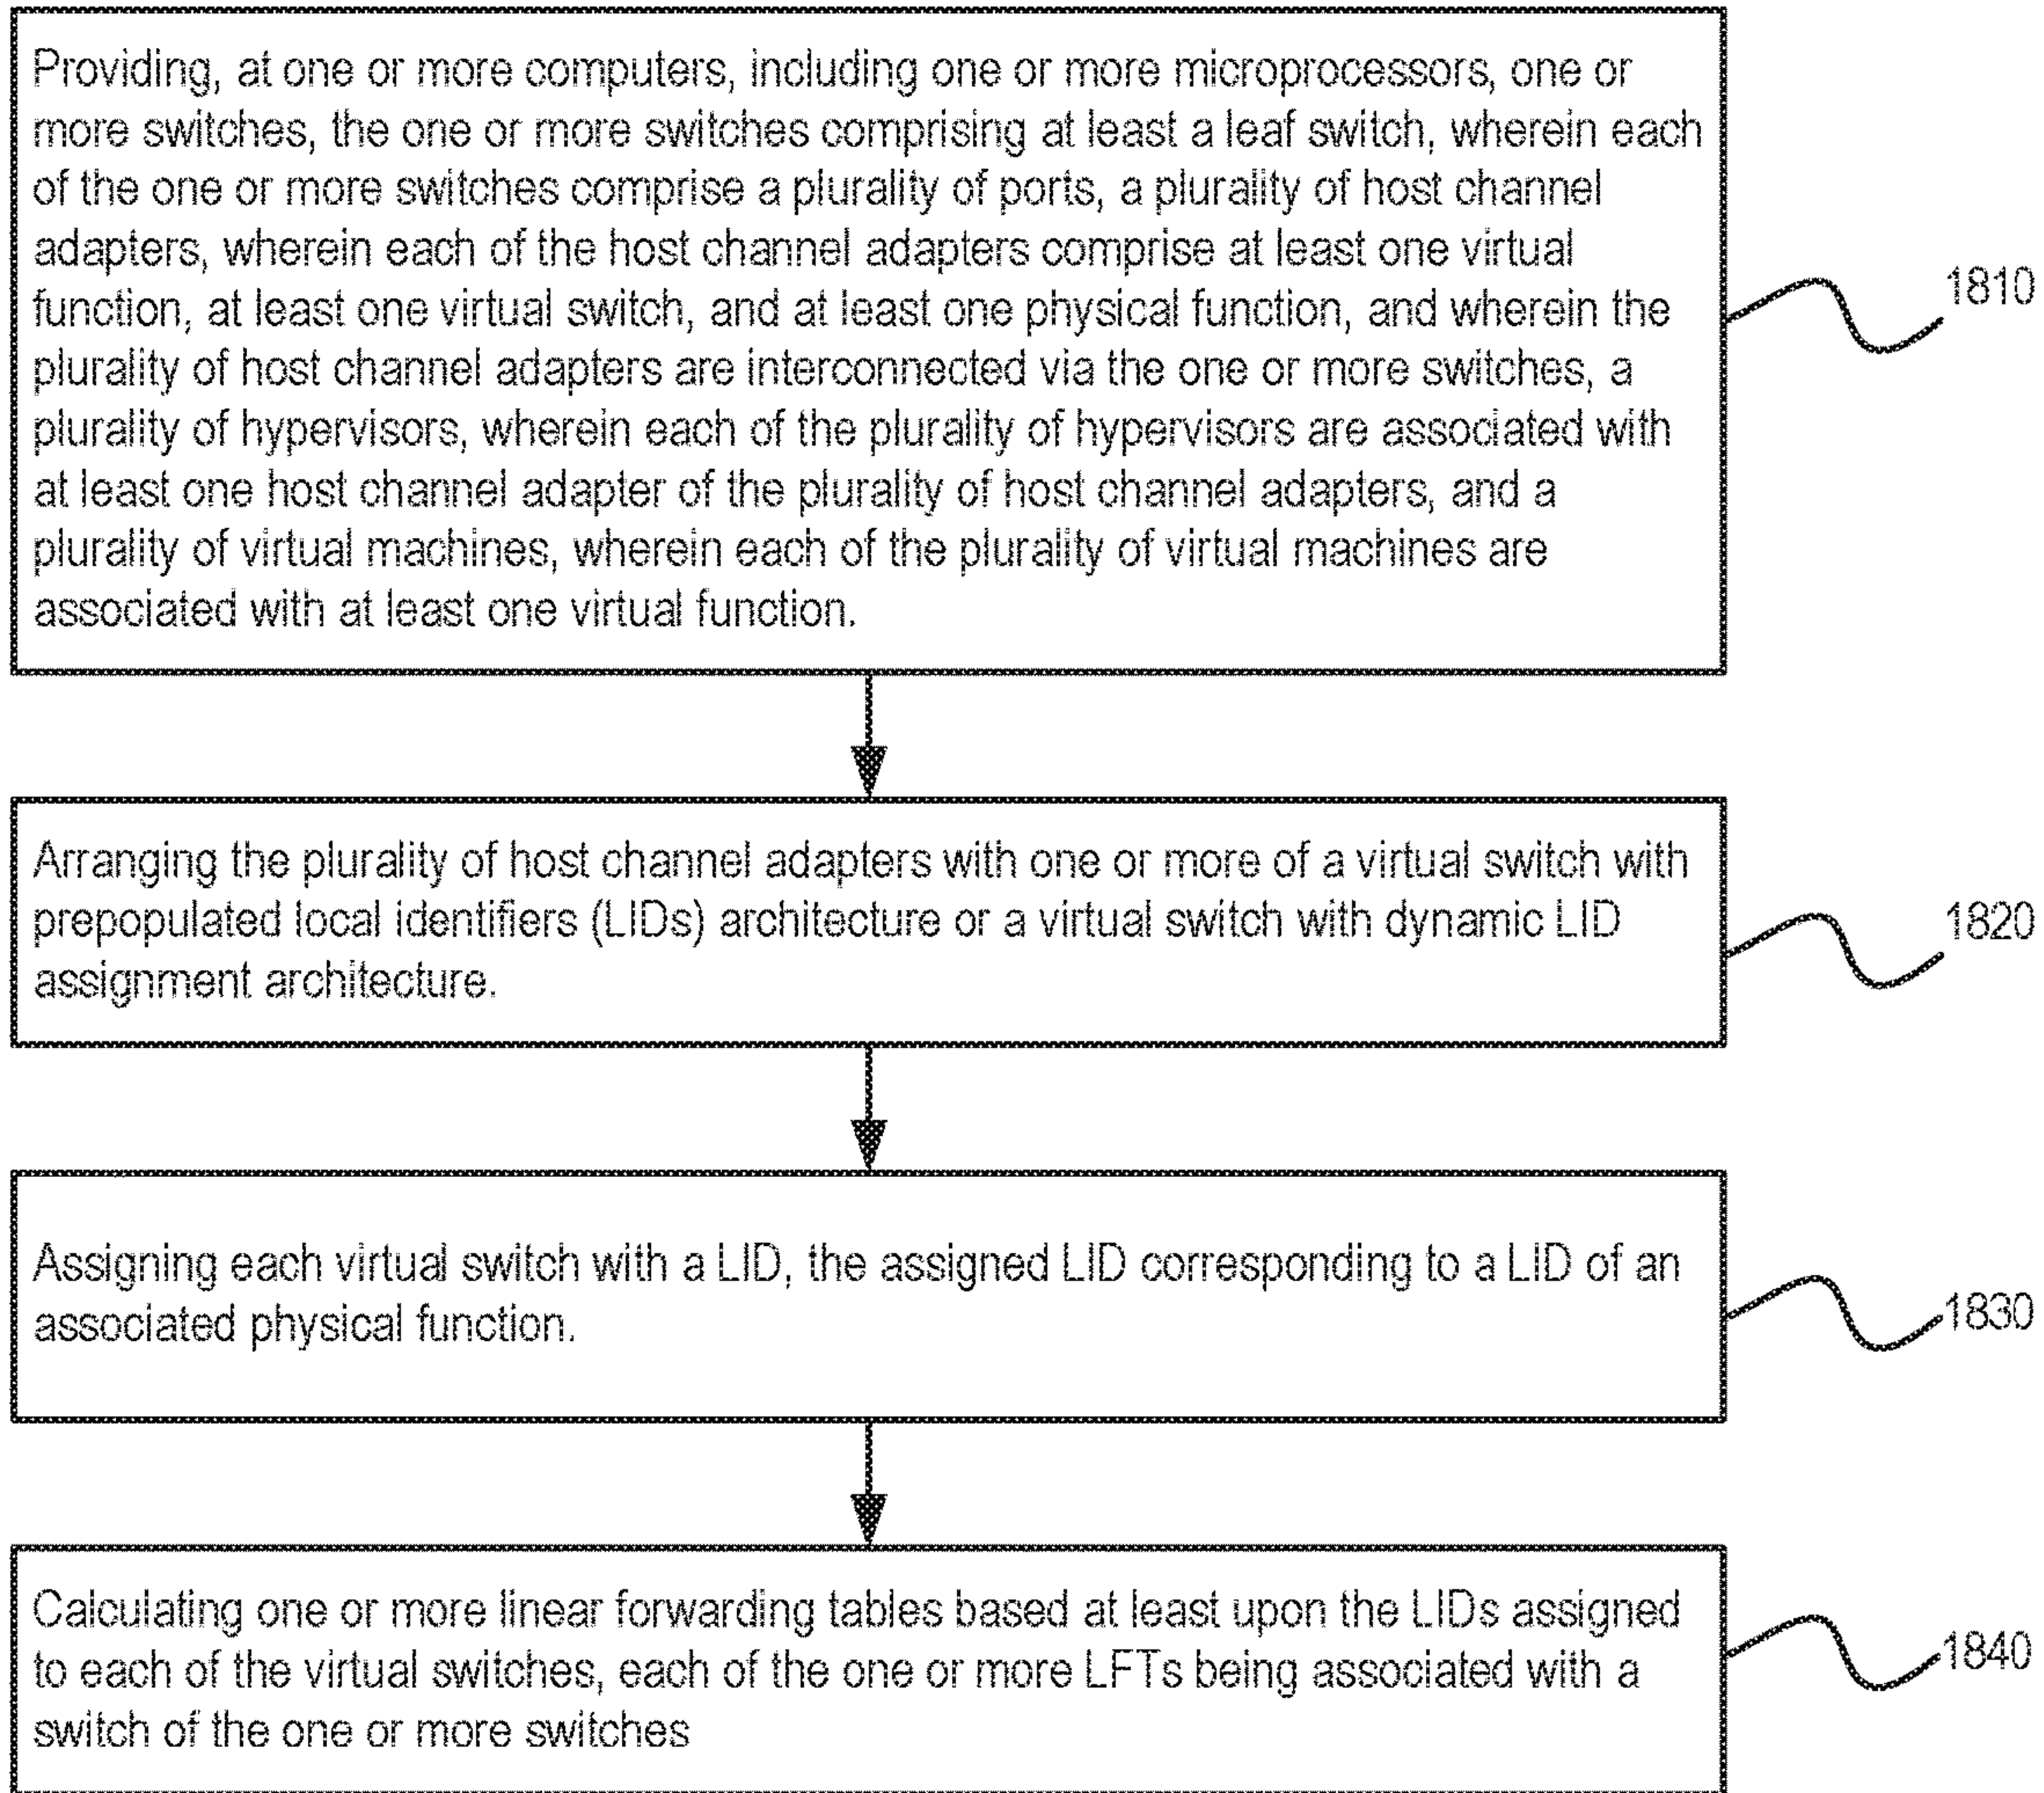 Providing, at one or more computers, including one or more microprocessors, one or
more switches, the one or more switches comprising at least a leaf switch, wherein each
of the one or more switches comprise a plurality of ports, a plurality of host channel
adapters, wherein each of the host channel adapters comprise at least one virtual
function, at least one virtual switch, and at least one physical function, and wherein the
plurality of host channel adapters are interconnected via the one or more switches, a
plurality of hypervisors, wherein each of the plurality of hypervisors are associated with
at least one host channel adapter of the plurality of host channel adapters, and a
plurality of virtual machines, wherein each of the plurality of virtual machines are
associated with at least one virtual function.
1810
Arranging the plurality of host channel adapters with one or more of a virtual switch with
prepopulated local identifiers (LIDs) architecture or a virtual switch with dynamic LID
assignment architecture.
1820
Assigning each virtual switch with a LID, the assigned LID corresponding to a LID of an
associated physical function.
1830
Calculating one or more linear forwarding tables based at least upon the LIDs assigned
to each of the virtual switches, each of the one or more LFTs being associated with a
switch of the one or more switches
1840